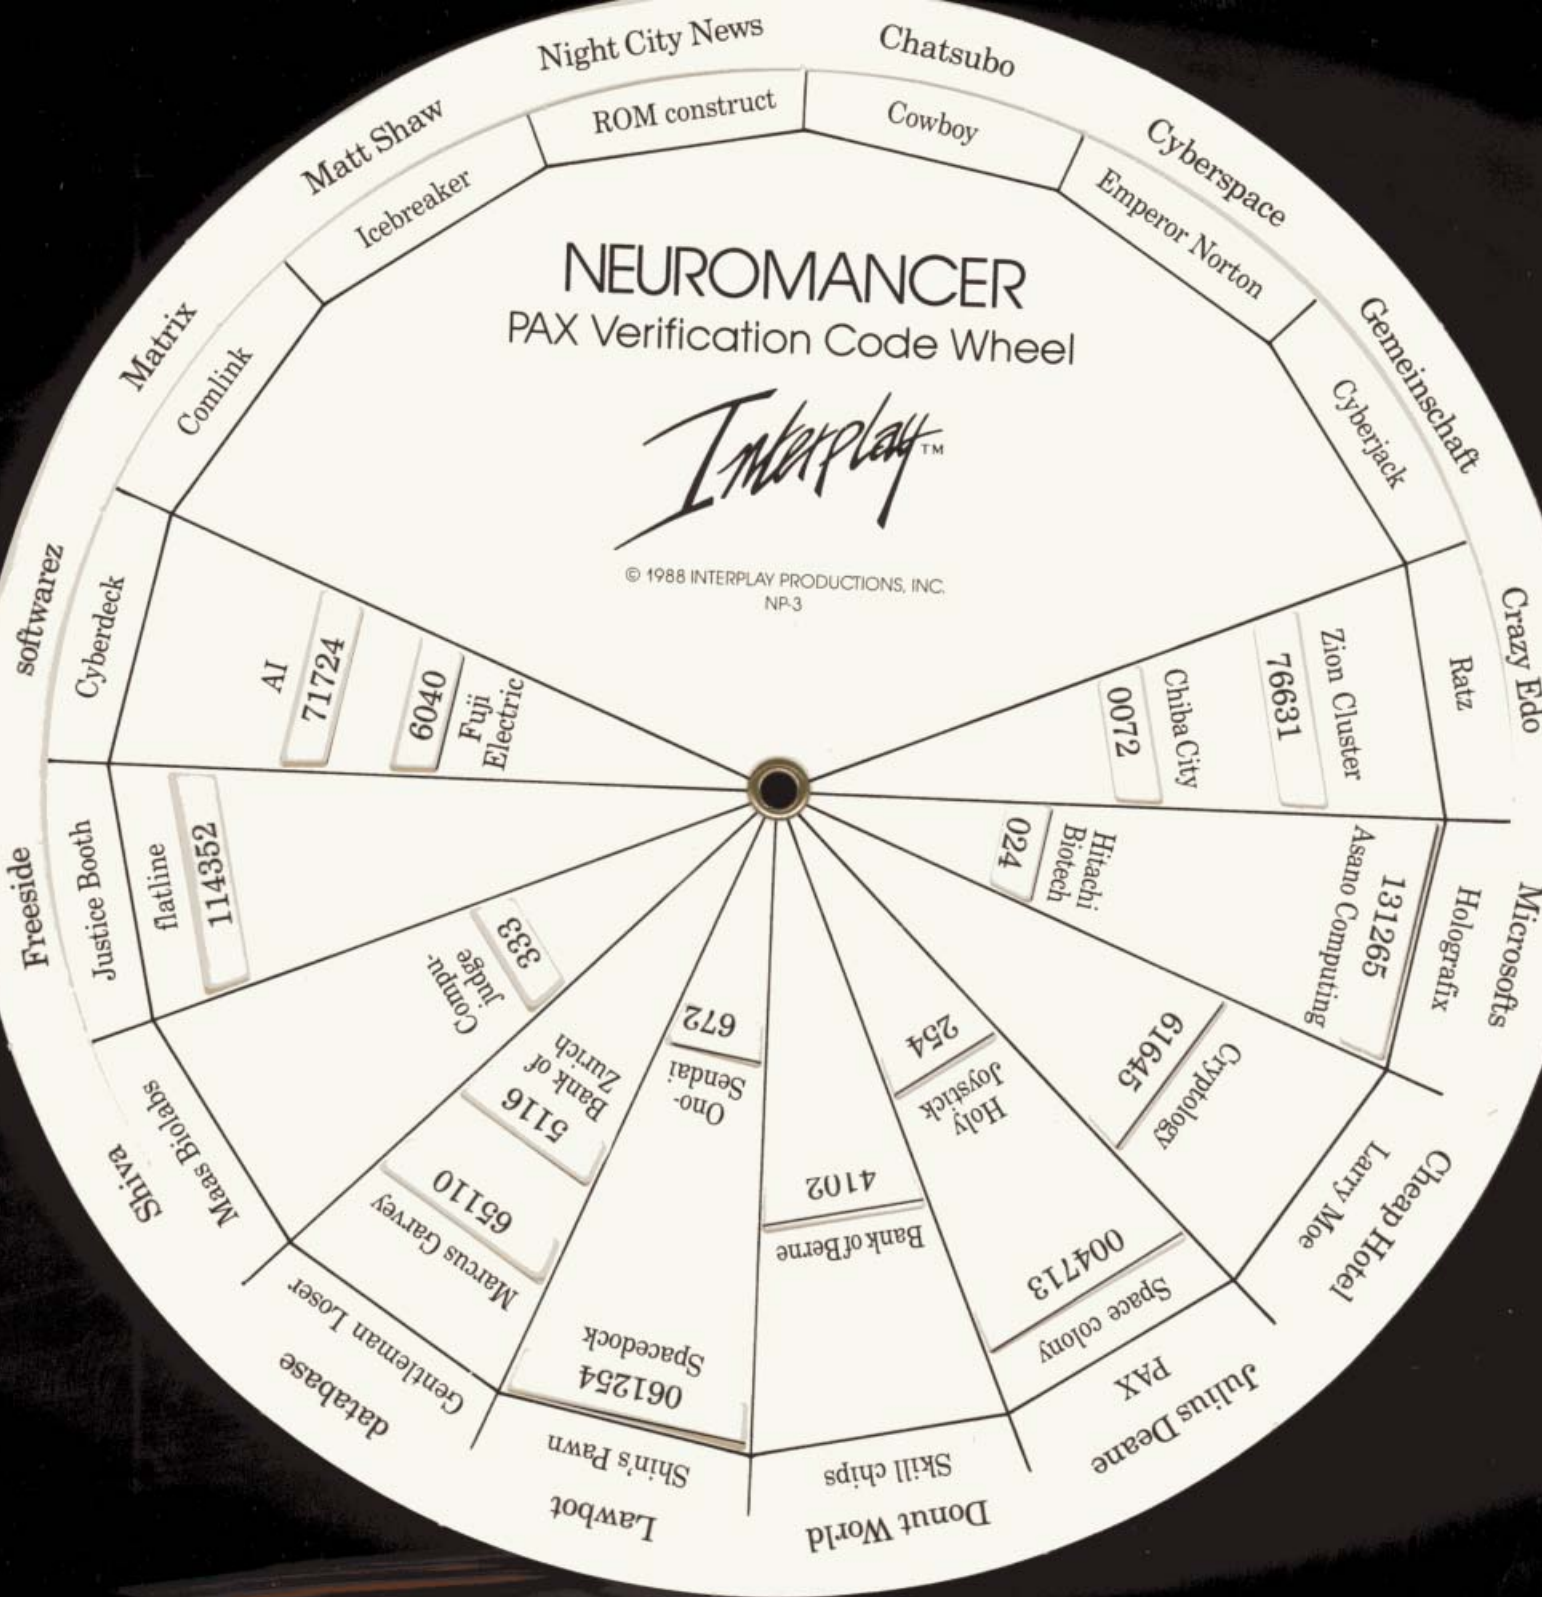 Night City News
Chatsubo
Cyberspace
Gemeinschaft
Crazy Edo
Microsofts
Cheap Hotel
Julius Deane
Donut World
Lawbot
database
Shiva
Freeside
softwarez
Matrix
Matt Shaw
ROM construct
Cowboy
Emperor Norton
Cyberjack
Ratz
Holografix
Larry Moe
PAX
Skill chips
Shin's Pawn
Gentleman Loser
Maas Biolabs
Justice Booth
Cyberdeck
Comlink
Icebreaker
NEUROMANCER
PAX Verification Code Wheel
Interplay™
© 1988 INTERPLAY PRODUCTIONS, INC.
NP-3
Zion Cluster
76631
Chiba City
0072
Hitachi
Biotech
024
131265
Asano Computing
61645
Cryptology
254
Holy
Joystick
004713
Space colony
4102
Bank of Berne
672
Ono-
Sendai
Spacedock
061254
Bank of
Zurich
5116
65110
Marcus Garvey
333
Compu-
judge
flatline
114352
AI
71724
6040
Fuji
Electric